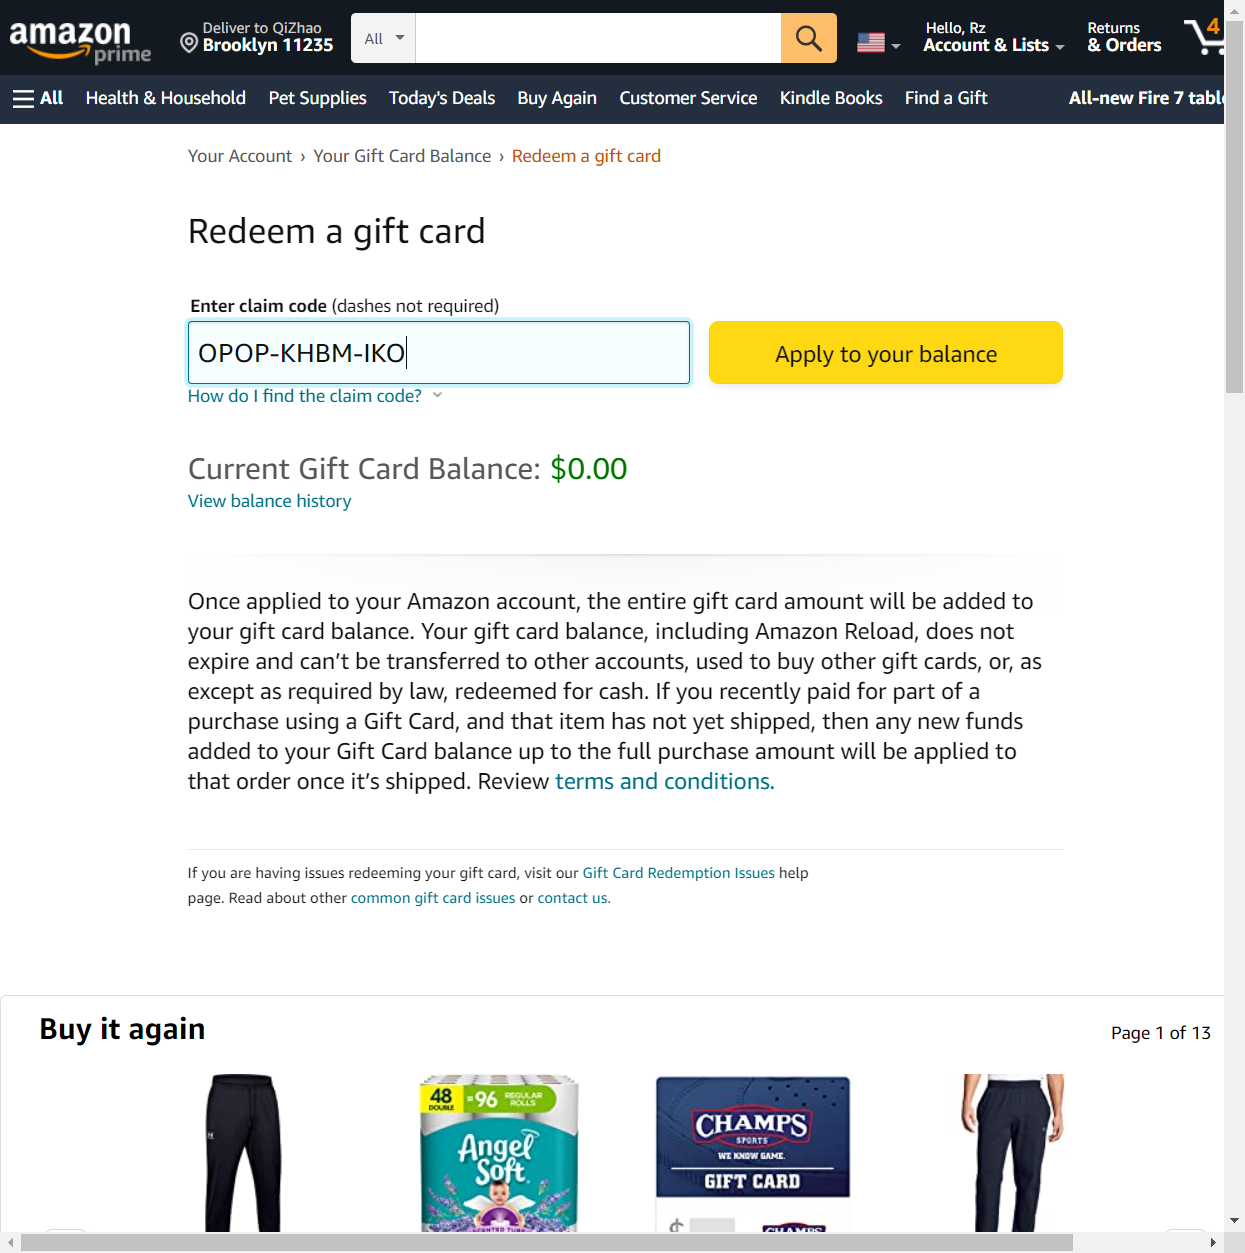 amazon
prime
Deliver to QiZhao
Brooklyn 11235
All
Hello, Rz
Account & Lists
Returns
& Orders
4
All
Health & Household
Pet Supplies
Today's Deals
Buy Again
Customer Service
Kindle Books
Find a Gift
All-new Fire 7 table
Your Account › Your Gift Card Balance › Redeem a gift card
Redeem a gift card
Enter claim code (dashes not required)
OPOP-KHBM-IKO
Apply to your balance
How do I find the claim code?
Current Gift Card Balance: $0.00
View balance history
Once applied to your Amazon account, the entire gift card amount will be added to
your gift card balance. Your gift card balance, including Amazon Reload, does not
expire and can’t be transferred to other accounts, used to buy other gift cards, or, as
except as required by law, redeemed for cash. If you recently paid for part of a
purchase using a Gift Card, and that item has not yet shipped, then any new funds
added to your Gift Card balance up to the full purchase amount will be applied to
that order once it’s shipped. Review terms and conditions.
If you are having issues redeeming your gift card, visit our Gift Card Redemption Issues help
page. Read about other common gift card issues or contact us.
Buy it again
Page 1 of 13
48
DOUBLE
=96
REGULAR
ROLLS
Angel
Soft
SCENTED TUBE
CHAMPS
SPORTS
WE KNOW GAME.
GIFT CARD
CHAMPS